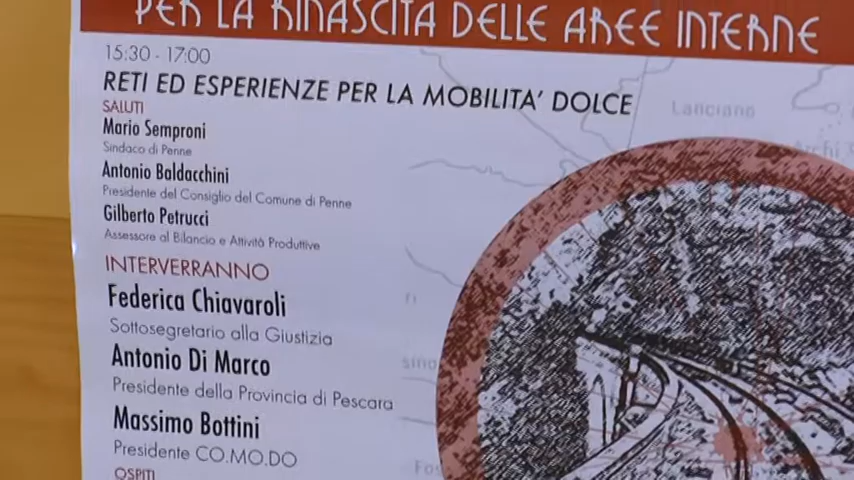 PER LA RINASCITA DELLE AREE INTERNE
15:30 - 17:00
RETI ED ESPERIENZE PER LA MOBILITA' DOLCE
SALUTI
Mario Semproni
Sindaco di Penne
Antonio Baldacchini
Presidente del Consiglio del Comune di Penne
Gilberto Petrucci
Assessore al Bilancio e Attività Produttive
INTERVERRANNO
Federica Chiavaroli
Sottosegretario alla Giustizia
Antonio Di Marco
Presidente della Provincia di Pescara
Massimo Bottini
Presidente CO.MO.DO
OSPITI
Lanciano